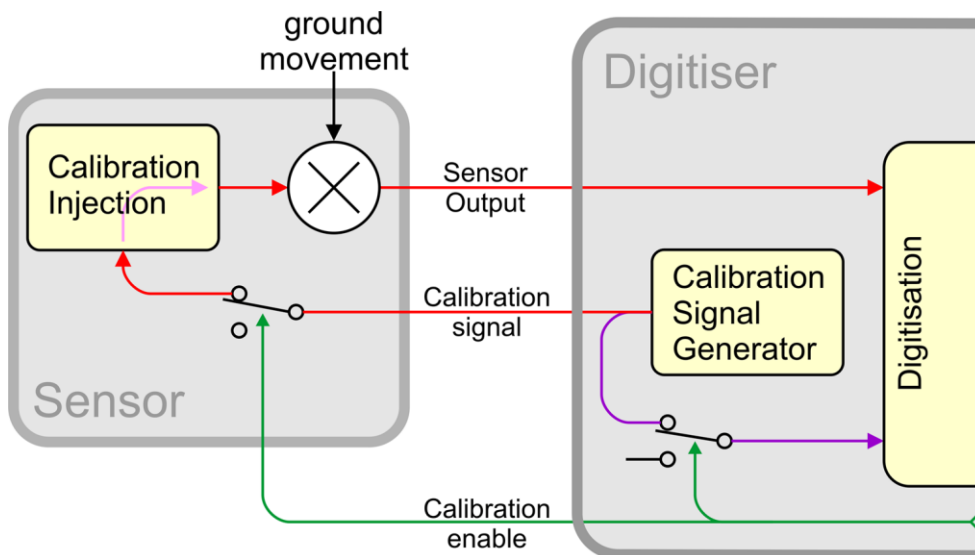 ground
movement
Digitiser
Calibration
Injection
Sensor
Output
Calibration
Signal
Generator
Calibration
signal
Digitisation
Sensor
Calibration
enable